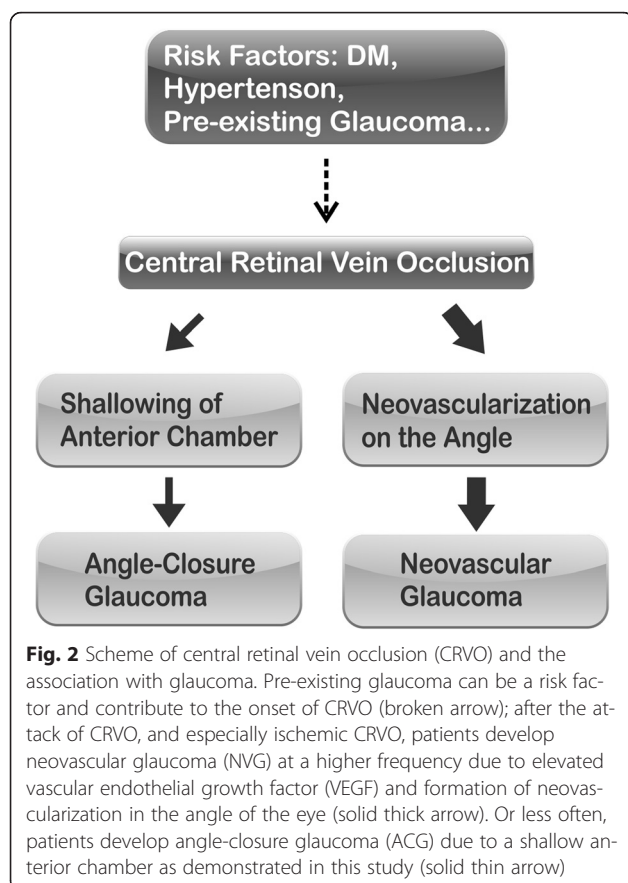 Risk Factors: DM,
Hypertenson,
Pre-existing Glaucoma...
Central Retinal Vein Occlusion
Shallowing of
Anterior Chamber
Neovascularization
on the Angle
Angle-Closure
Glaucoma
Neovascular
Glaucoma
Fig. 2 Scheme of central retinal vein occlusion (CRVO) and the
association with glaucoma. Pre-existing glaucoma can be a risk fac-
tor and contribute to the onset of CRVO (broken arrow); after the at-
tack of CRVO, and especially ischemic CRVO, patients develop
neovascular glaucoma (NVG) at a higher frequency due to elevated
vascular endothelial growth factor (VEGF) and formation of neovas-
cularization in the angle of the eye (solid thick arrow). Or less often,
patients develop angle-closure glaucoma (ACG) due to a shallow an-
terior chamber as demonstrated in this study (solid thin arrow)